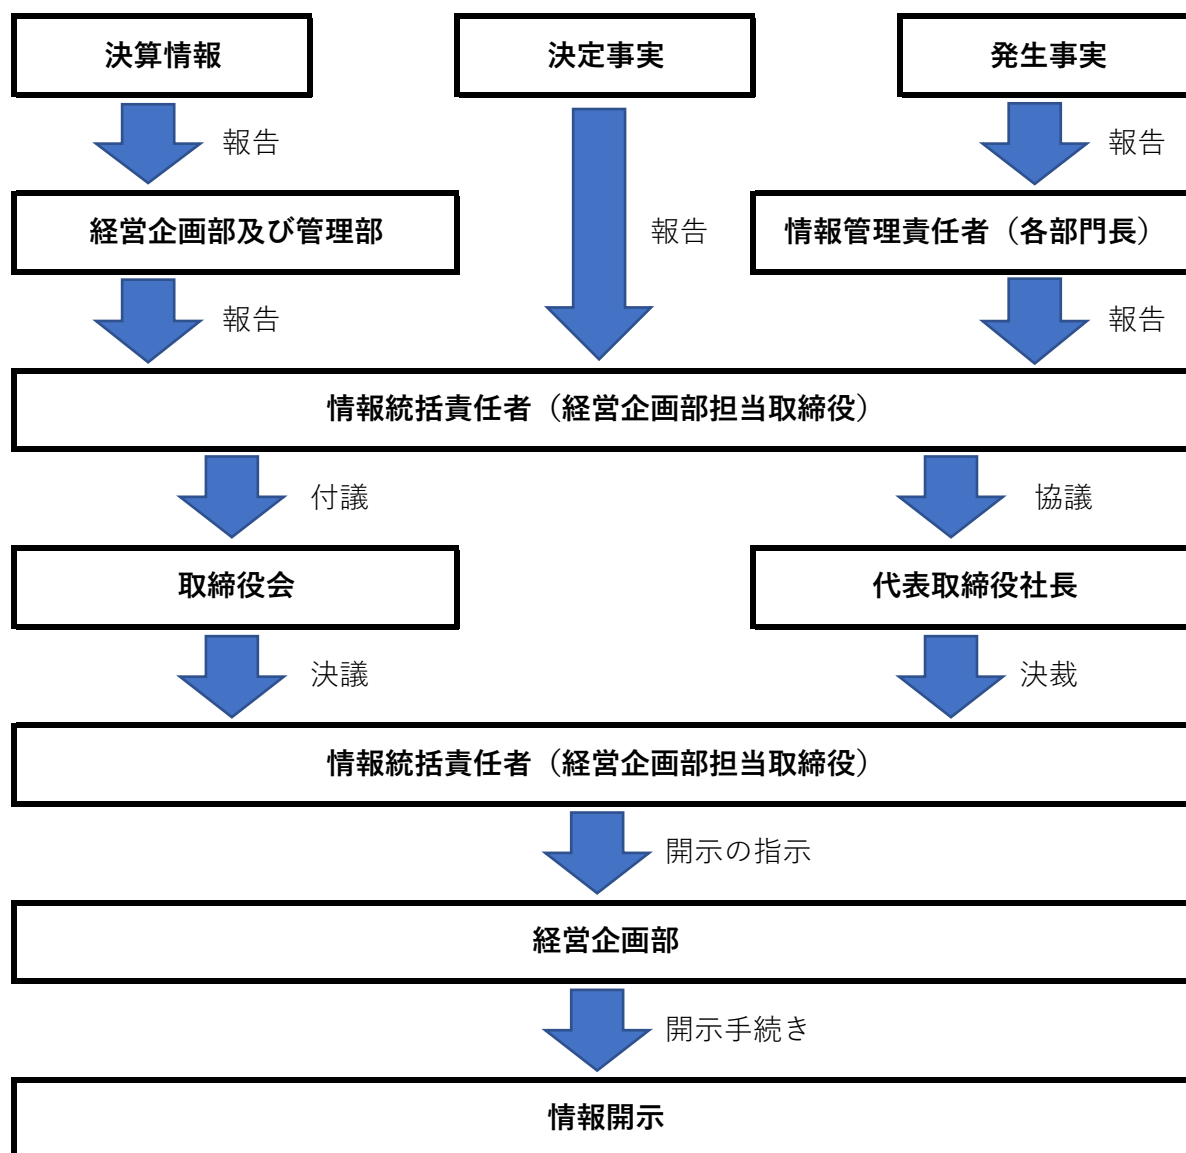 決算情報
決定事実
発生事実
報告
報告
経営企画部及び管理部
報告
情報管理責任者（各部門長）
報告
報告
情報統括責任者（経営企画部担当取締役）
付議
協議
取締役会
代表取締役社長
決議
決裁
情報統括責任者（経営企画部担当取締役）
開示の指示
経営企画部
開示手続き
情報開示